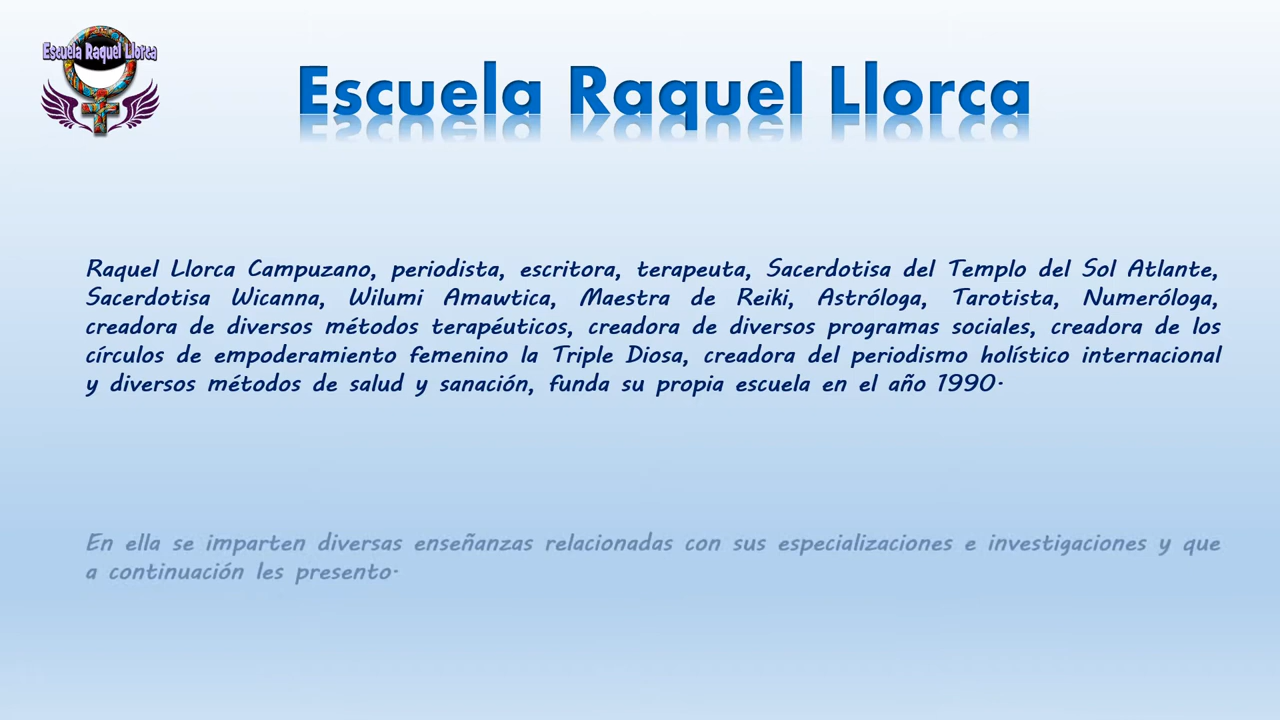 Escuela Raquel Llorca
Escuela Raquel Llorca
Raquel Llorca Campuzano, periodista, escritora, terapeuta, Sacerdotisa del Templo del Sol Atlante,
Sacerdotisa Wicanna, Wilumi Amawtica, Maestra de Reiki, Astróloga, Tarotista, Numeróloga,
creadora de diversos métodos terapéuticos, creadora de diversos programas sociales, creadora de los
círculos de empoderamiento femenino la Triple Diosa, creadora del periodismo holístico internacional
y diversos métodos de salud y sanación, funda su propia escuela en el año 1990.
En ella se imparten diversas enseñanzas relacionadas con sus especializaciones e investigaciones y que
a continuación les presento.